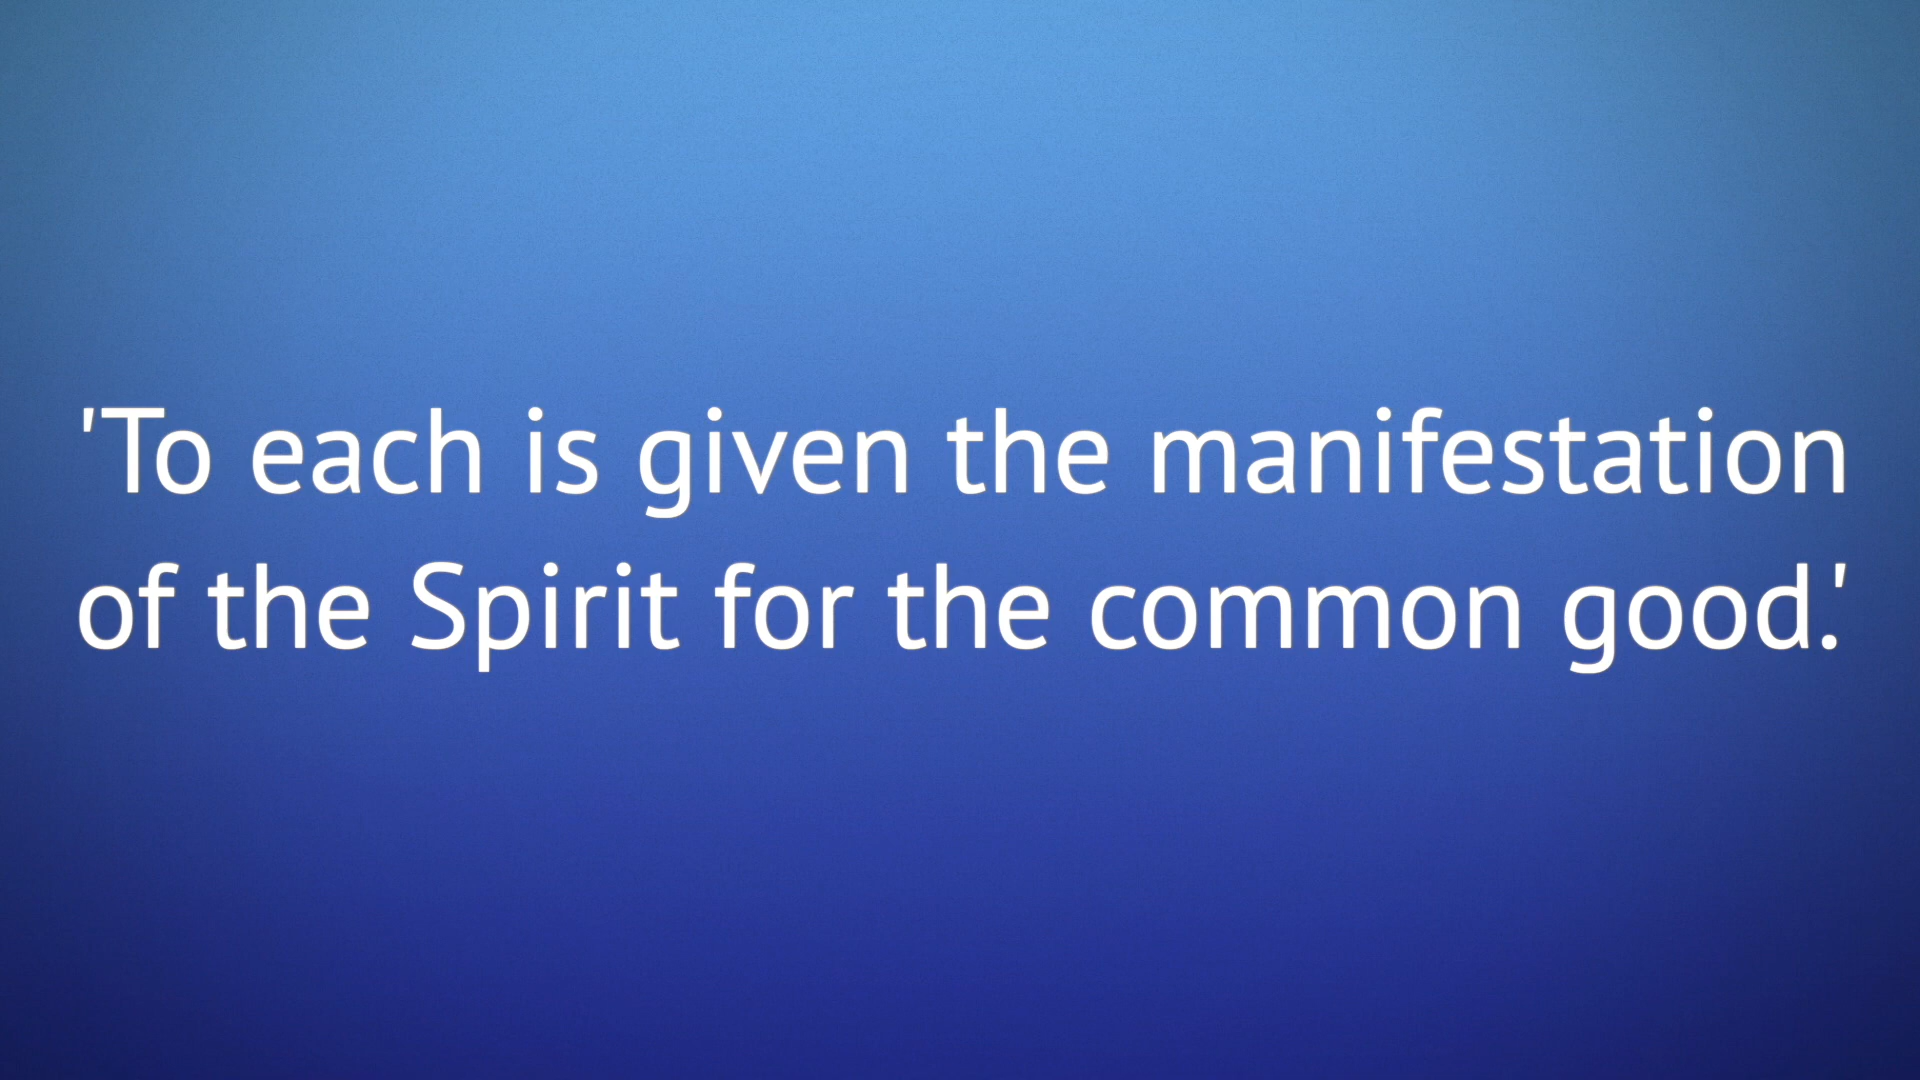 'To each is given the manifestation
of the Spirit for the common good.'